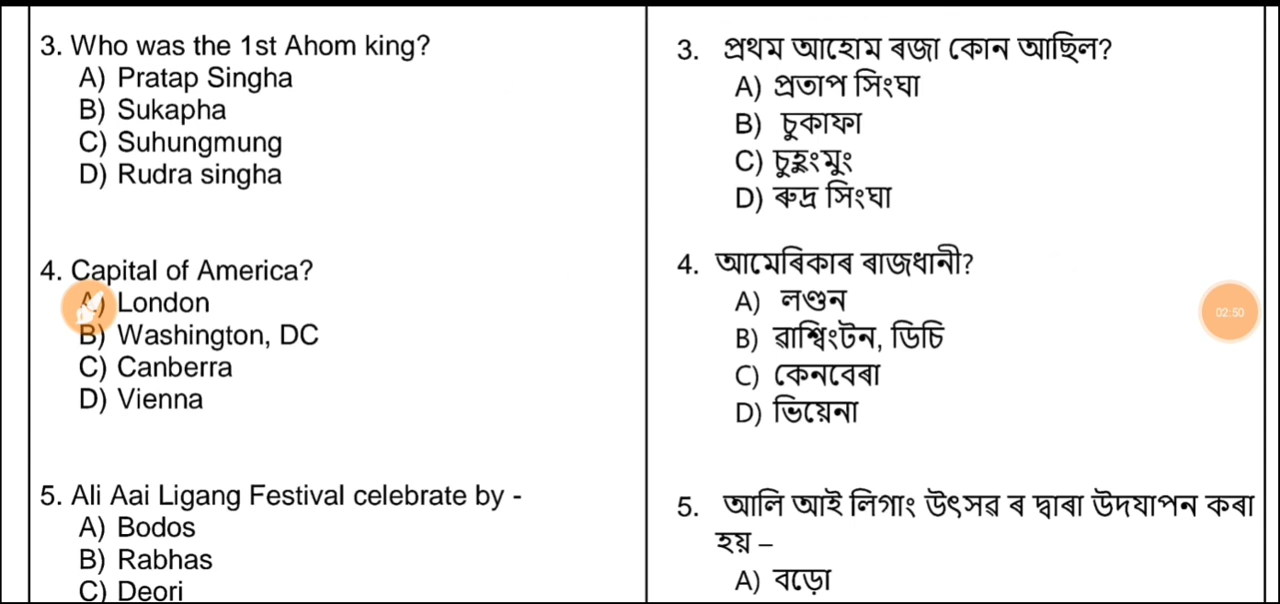 3. Who was the 1st Ahom king?
A) Pratap Singha
B) Sukapha
C) Suhungmung
D) Rudra singha
4. Capital of America?
A) London
B) Washington, DC
C) Canberra
D) Vienna
5. Ali Aai Ligang Festival celebrate by -
A) Bodos
B) Rabhas
C) Deori
3. প্ৰথম আহোম ৰজা কোন আছিল?
A) প্ৰতাপ সিংঘা
B) চুকাফা
C) চুহুংমুং
D) ৰুদ্ৰ সিংঘা
4. আমেৰিকাৰ ৰাজধানী?
A) লণ্ডন
B) ৱাশ্বিংটন, ডিচি
C) কেনবেৰা
D) ভিয়েনা
5. আলি আই লিগাং উৎসৱ ৰ দ্বাৰা উদযাপন কৰা
হয় –
A) বড়ো
02:50